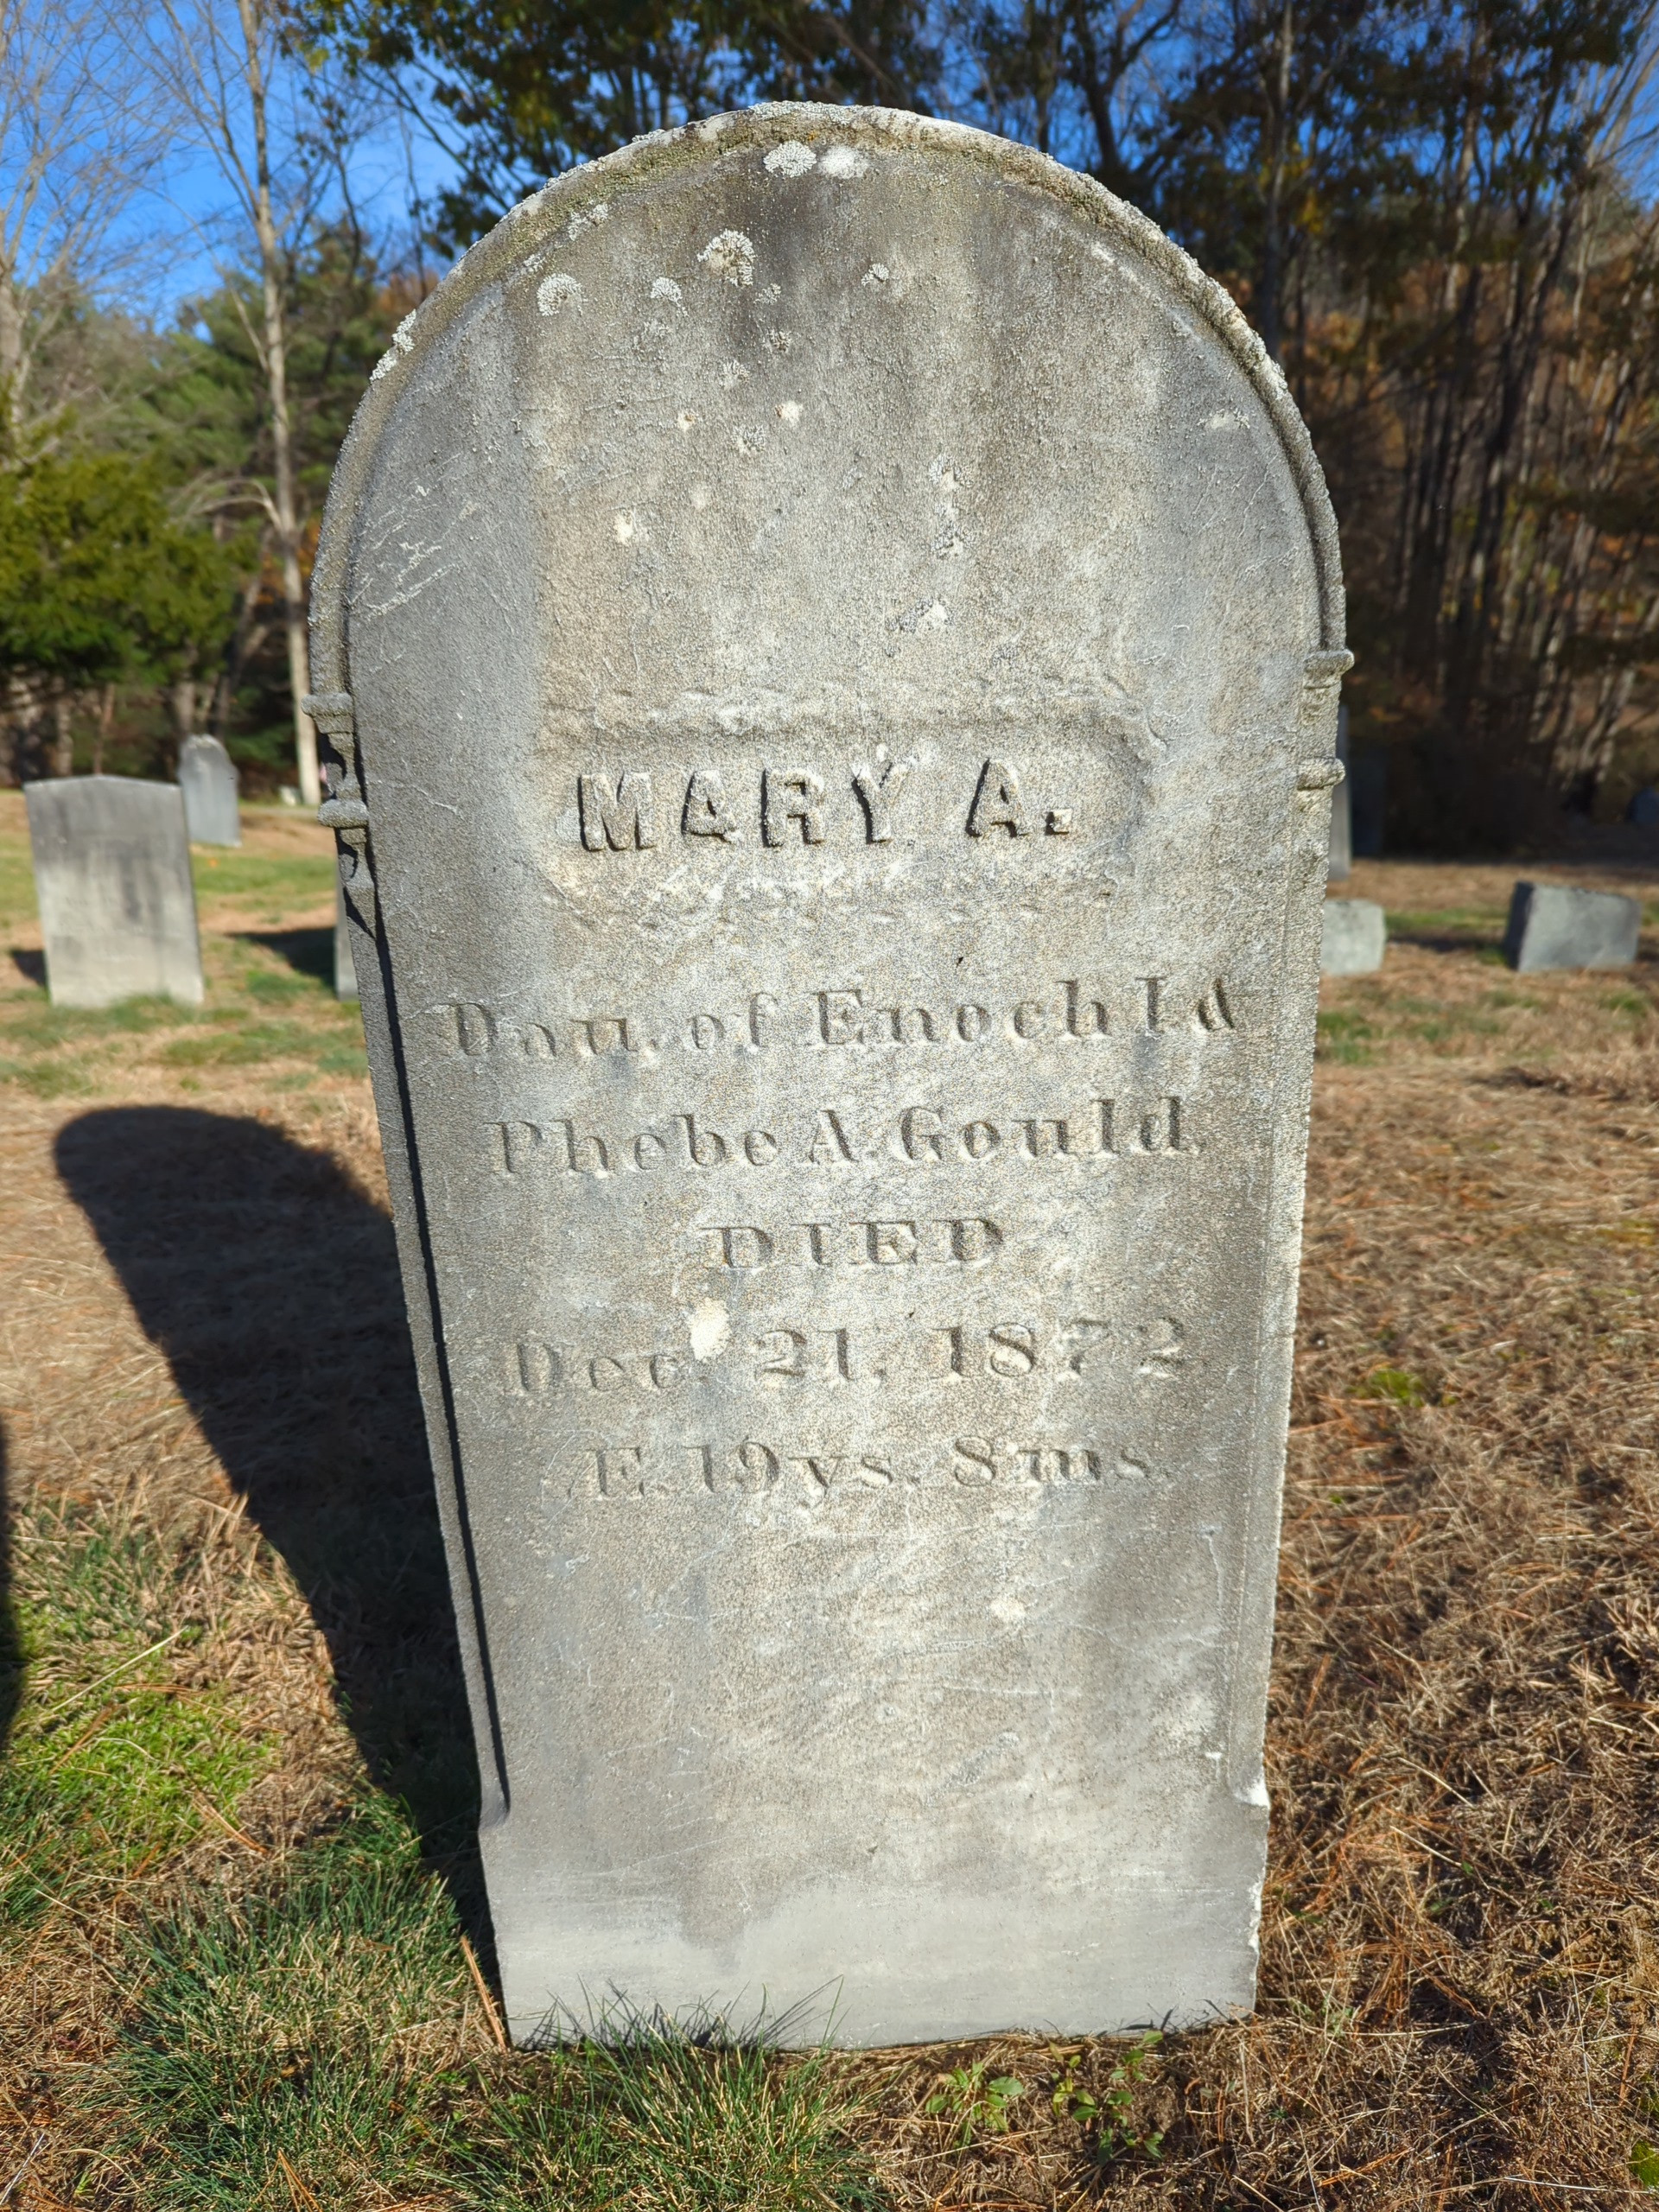 MARY A.
Dau. of Enoch I. &
Phebe A. Gould.
DIED
Dec. 21, 1872
Æ. 19 ys. 8 ms.